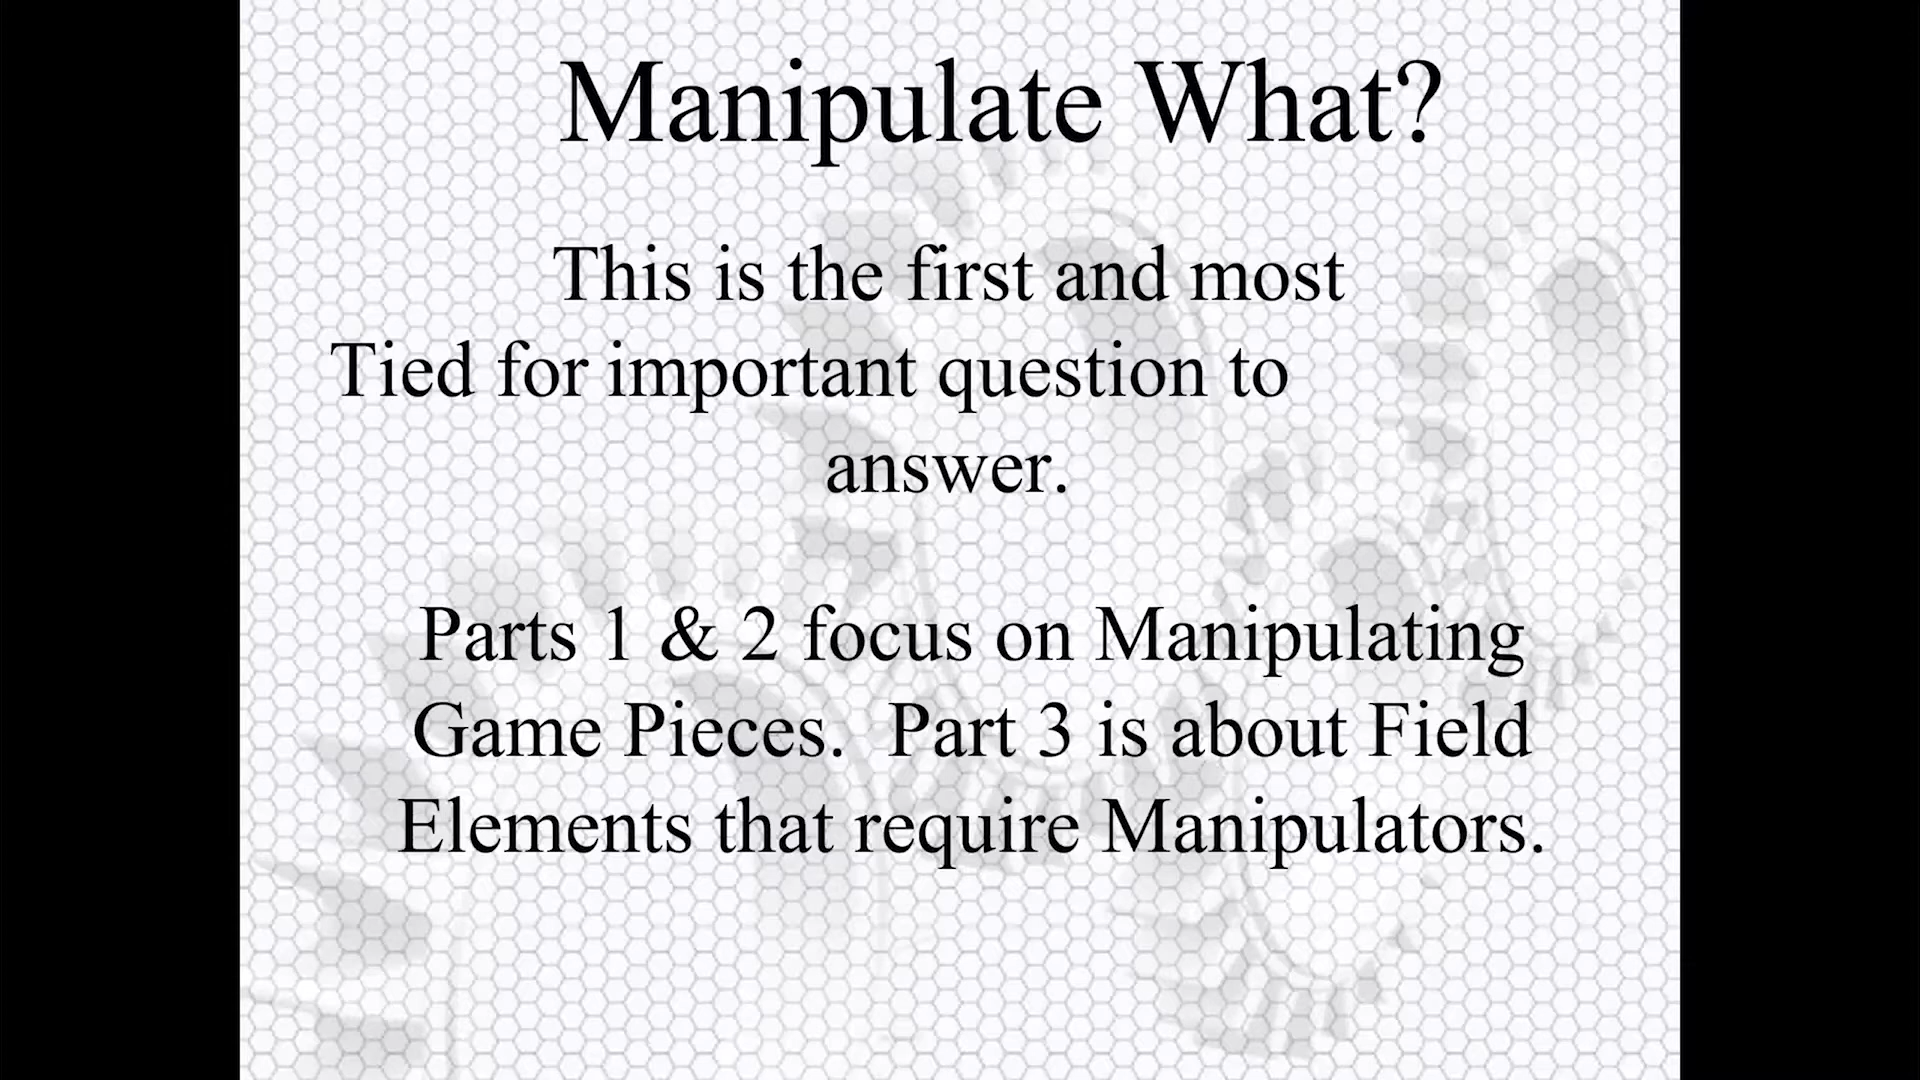 Manipulate What?
This is the first and most
Tied for important question to
answer.
Parts 1 & 2 focus on Manipulating
Game Pieces. Part 3 is about Field
Elements that require Manipulators.